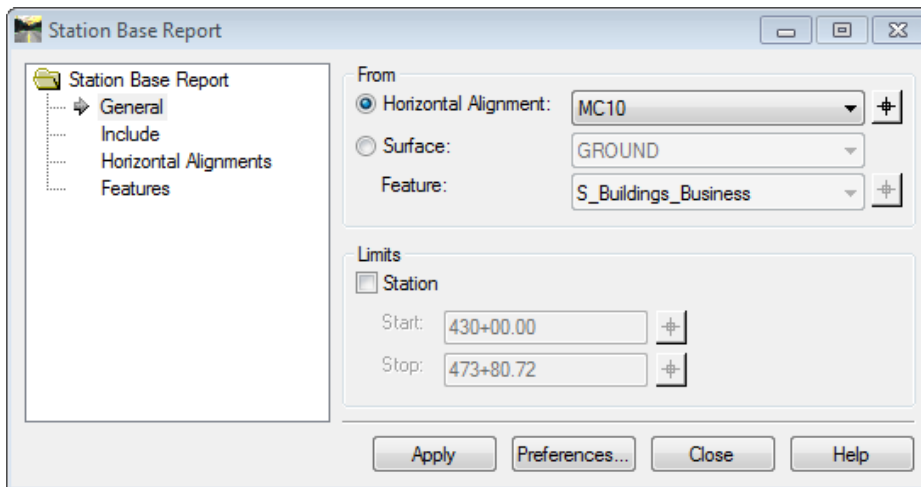 Station Base Report
Station Base Report
General
Include
Horizontal Alignments
Features
From
Horizontal Alignment: MC10
Surface: GROUND
Feature: S_Buildings_Business
Limits
Station
Start: 430+00.00
Stop: 473+80.72
Apply Preferences... Close Help